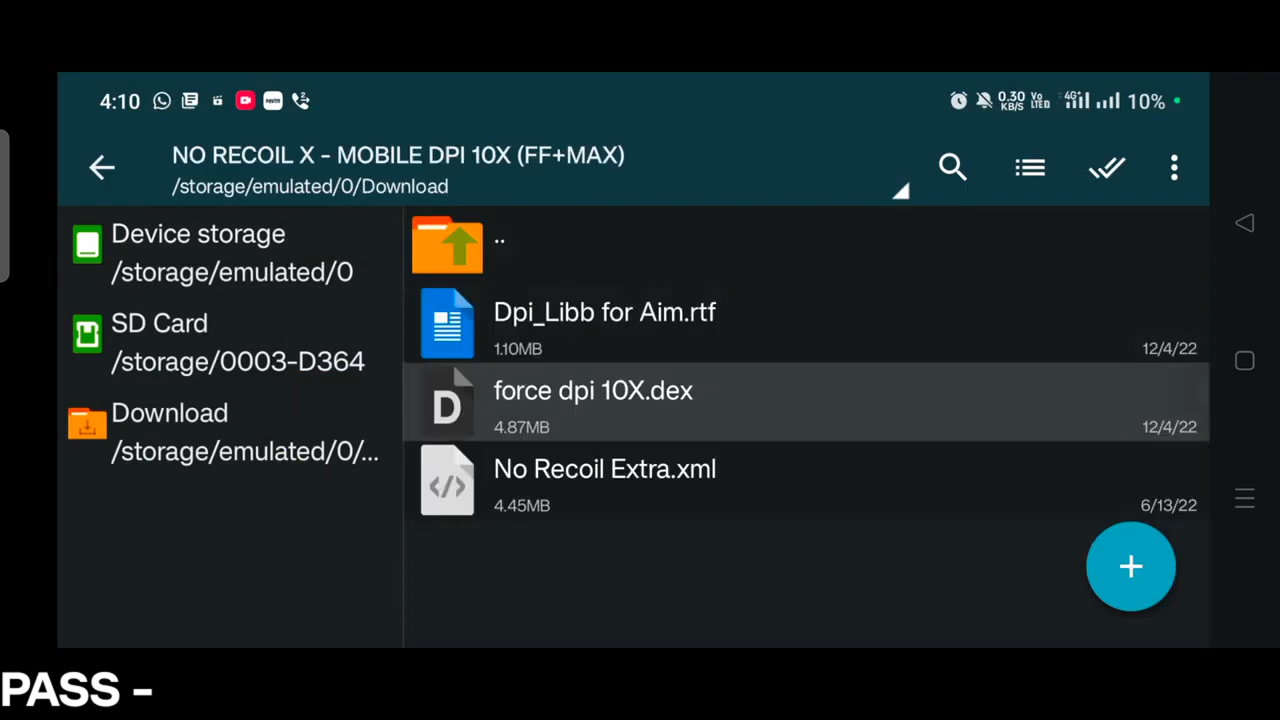 4:10
0.30 KB/S
Vo LTED
4G+
10%
NO RECOIL X - MOBILE DPI 10X (FF+MAX)
/storage/emulated/0/Download
Device storage
/storage/emulated/0
SD Card
/storage/0003-D364
Download
/storage/emulated/0/...
..
Dpi_Libb for Aim.rtf
1.10MB
12/4/22
D
force dpi 10X.dex
4.87MB
12/4/22
</>
No Recoil Extra.xml
4.45MB
6/13/22
+
PASS -